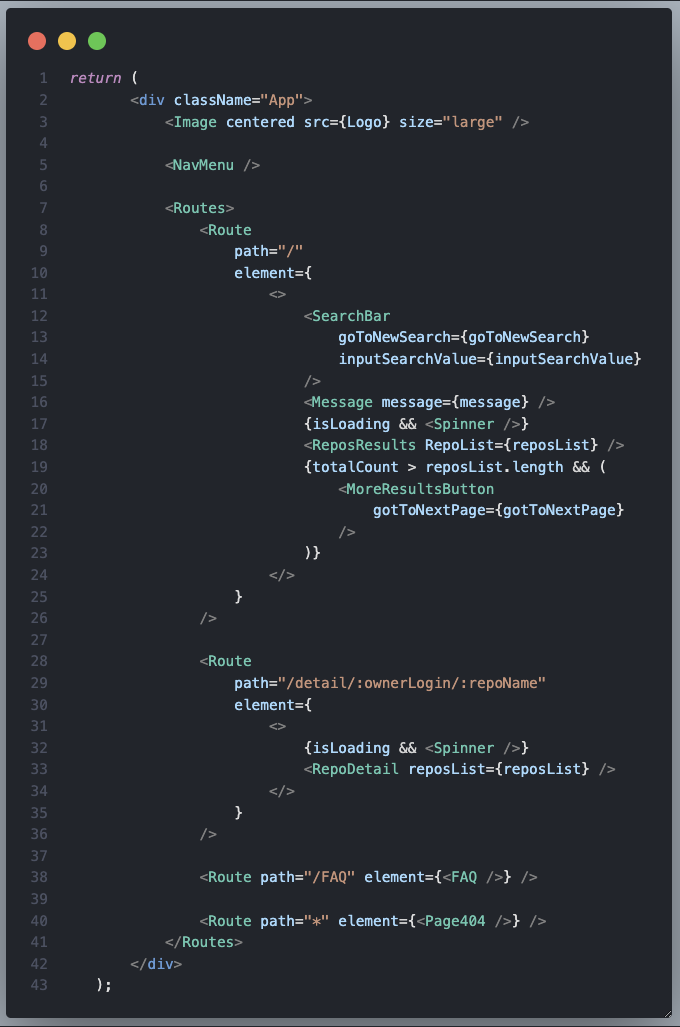 1 return (
2 <div className="App">
3 <Image centered src={Logo} size="large" />
4
5 <NavMenu />
6
7 <Routes>
8 <Route
9 path="/"
10 element={
11 <>
12 <SearchBar
13 goToNewSearch={goToNewSearch}
14 inputSearchValue={inputSearchValue}
15 />
16 <Message message={message} />
17 {isLoading && <Spinner />}
18 <ReposResults RepoList={reposList} />
19 {totalCount > reposList.length && (
20 <MoreResultsButton
21 gotToNextPage={gotToNextPage}
22 />
23 )}
24 </>
25 }
26 />
27
28 <Route
29 path="/detail/:ownerLogin/:repoName"
30 element={
31 <>
32 {isLoading && <Spinner />}
33 <RepoDetail reposList={reposList} />
34 </>
35 }
36 />
37
38 <Route path="/FAQ" element={<FAQ />} />
39
40 <Route path="*" element={<Page404 />} />
41 </Routes>
42 </div>
43 );